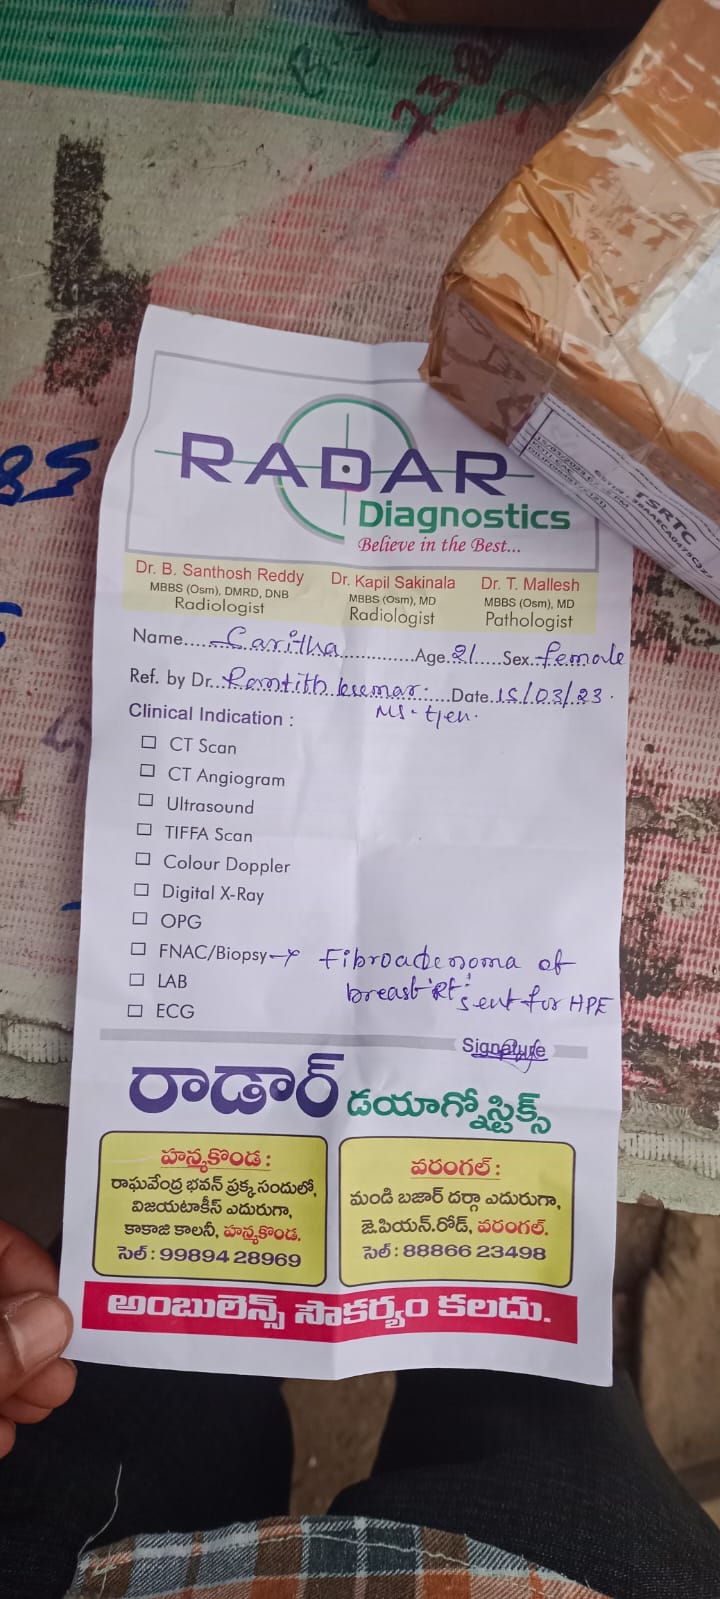 RADAR
Diagnostics
Believe in the Best...
Dr. B. Santhosh Reddy
MBBS (Osm), DMRD, DNB
Radiologist
Dr. Kapil Sakinala
MBBS (Osm), MD
Radiologist
Dr. T. Mallesh
MBBS (Osm), MD
Pathologist
Name.....Caritha.............Age.21.....Sex..female
Ref. by Dr.. kumar.....Date..15/03/23.
MS.
Clinical Indication :
☐ CT Scan
☐ CT Angiogram
☐ Ultrasound
☐ TIFFA Scan
☐ Colour Doppler
☐ Digital X-Ray
☐ OPG
☐ FNAC/Biopsy → Fibroadenoma of
breast 'RT' sent for HPE
☐ LAB
☐ ECG
Signature
రాడార్ డయాగ్నోస్టిక్స్
హన్మకొండ :
రాఘవేంద్ర భవన్ ప్రక్క సందులో,
విజయటాకీస్ ఎదురుగా,
కాకాజి కాలనీ, హన్మకొండ.
సెల్ : 99894 28969
వరంగల్ :
మండి బజార్ దర్గా ఎదురుగా,
జె.పియన్.రోడ్, వరంగల్.
సెల్ : 88866 23498
అంబులెన్స్ సౌకర్యం కలదు.
TSRTC